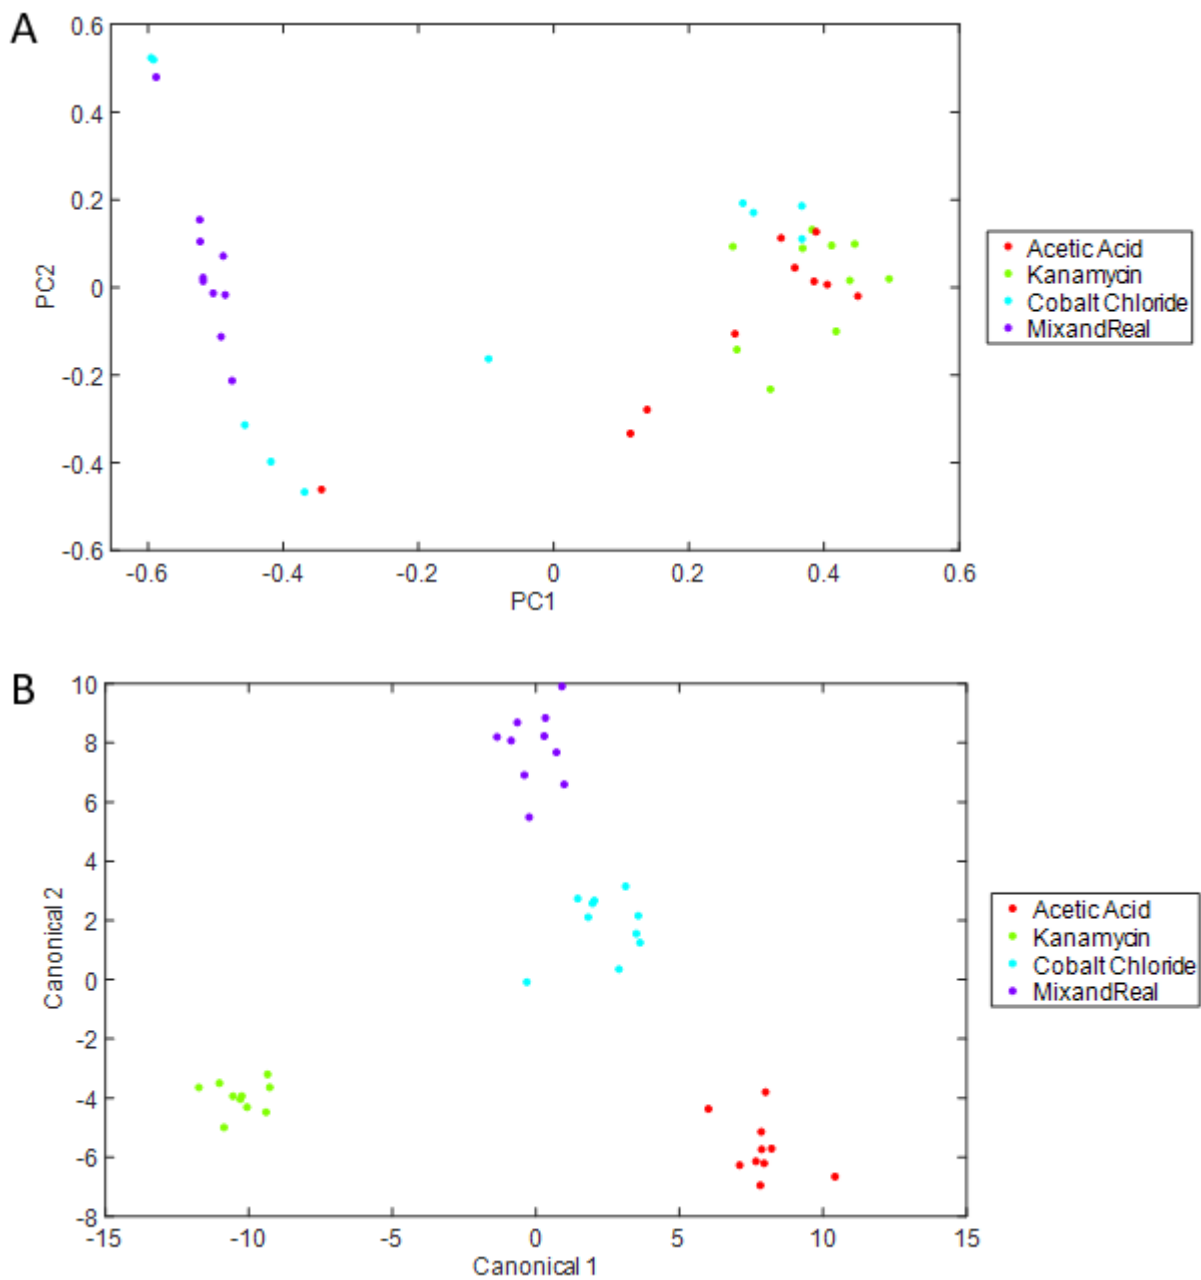 A
0.6
0.4
0.2
0
-0.2
-0.4
-0.6
PC2
-0.6 -0.4 -0.2 0 0.2 0.4 0.6
PC1
Acetic Acid
Kanamycin
Cobalt Chloride
MixandReal
B
10
8
6
4
2
0
-2
-4
-6
-8
Canonical 2
-15 -10 -5 0 5 10 15
Canonical 1
Acetic Acid
Kanamycin
Cobalt Chloride
MixandReal